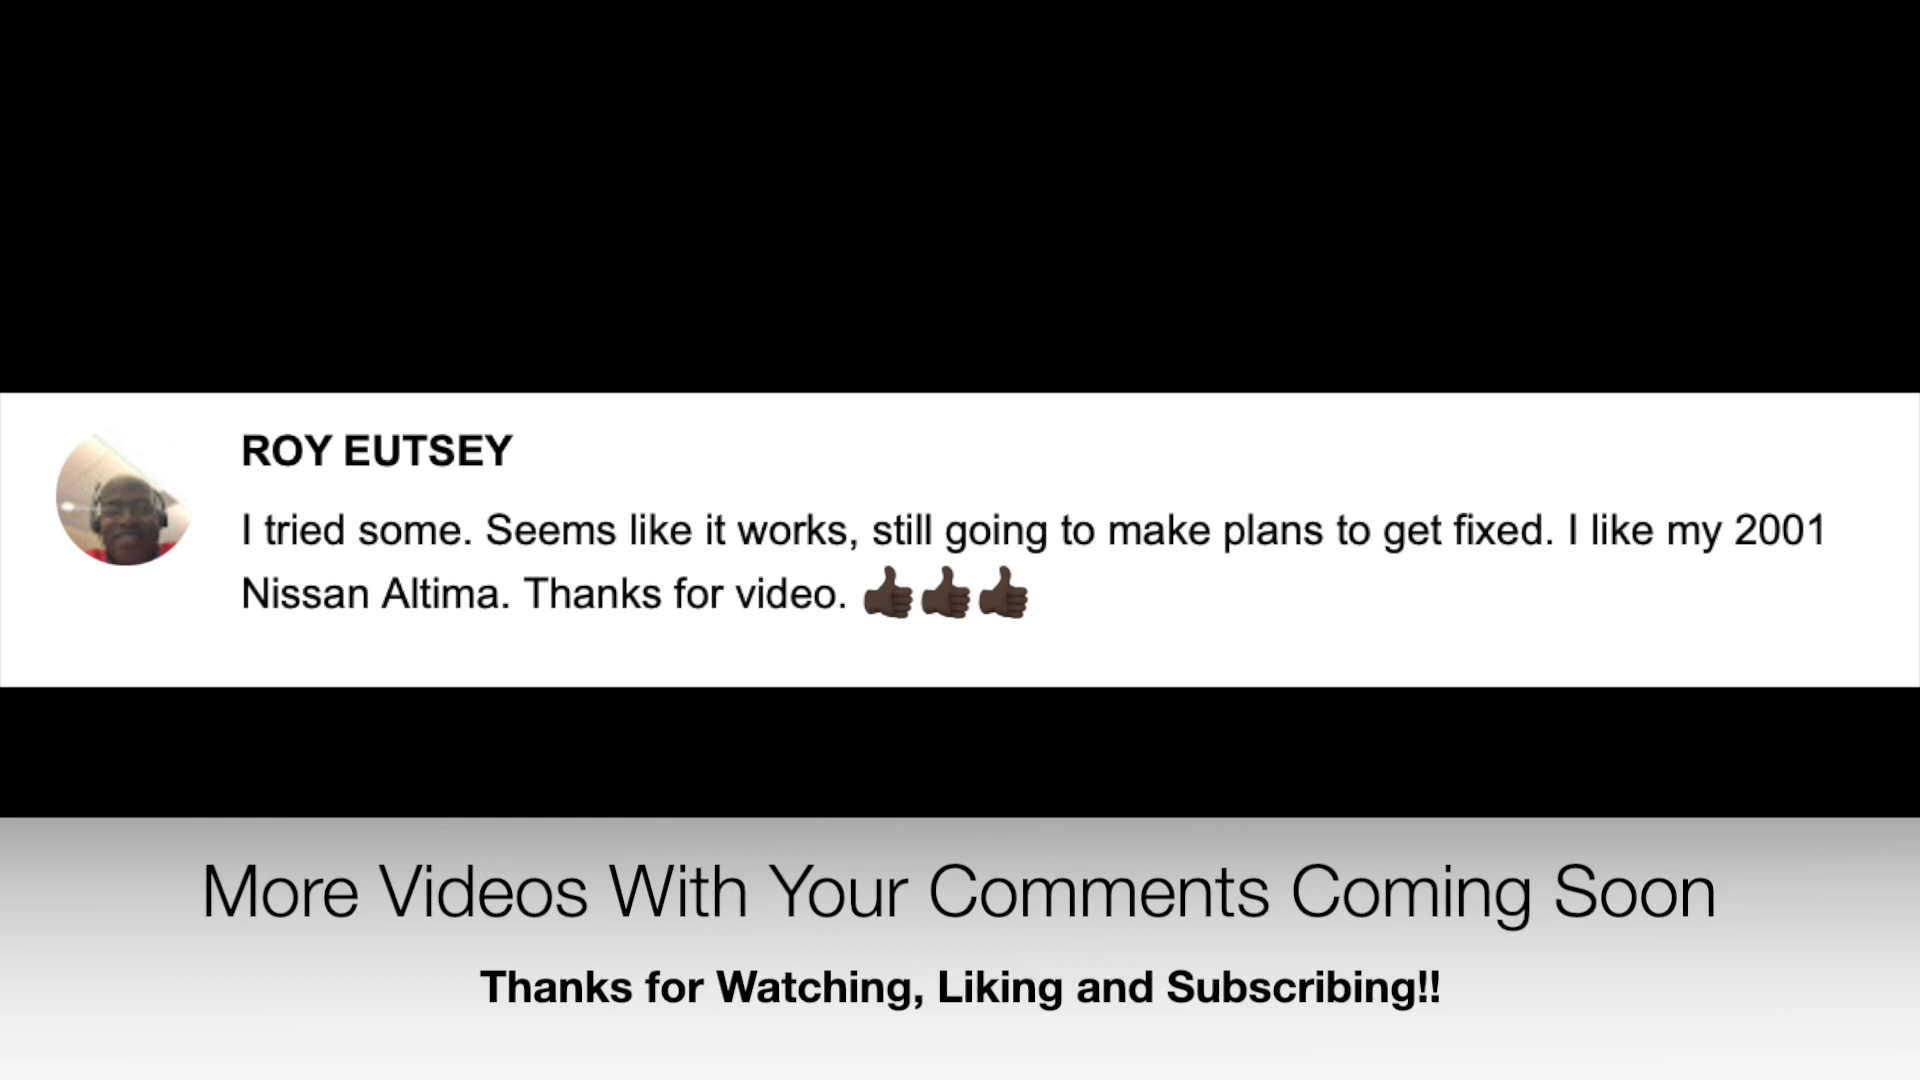 ROY EUTSEY
I tried some. Seems like it works, still going to make plans to get fixed. I like my 2001
Nissan Altima. Thanks for video. 👍🏿👍🏿👍🏿
More Videos With Your Comments Coming Soon
Thanks for Watching, Liking and Subscribing!!